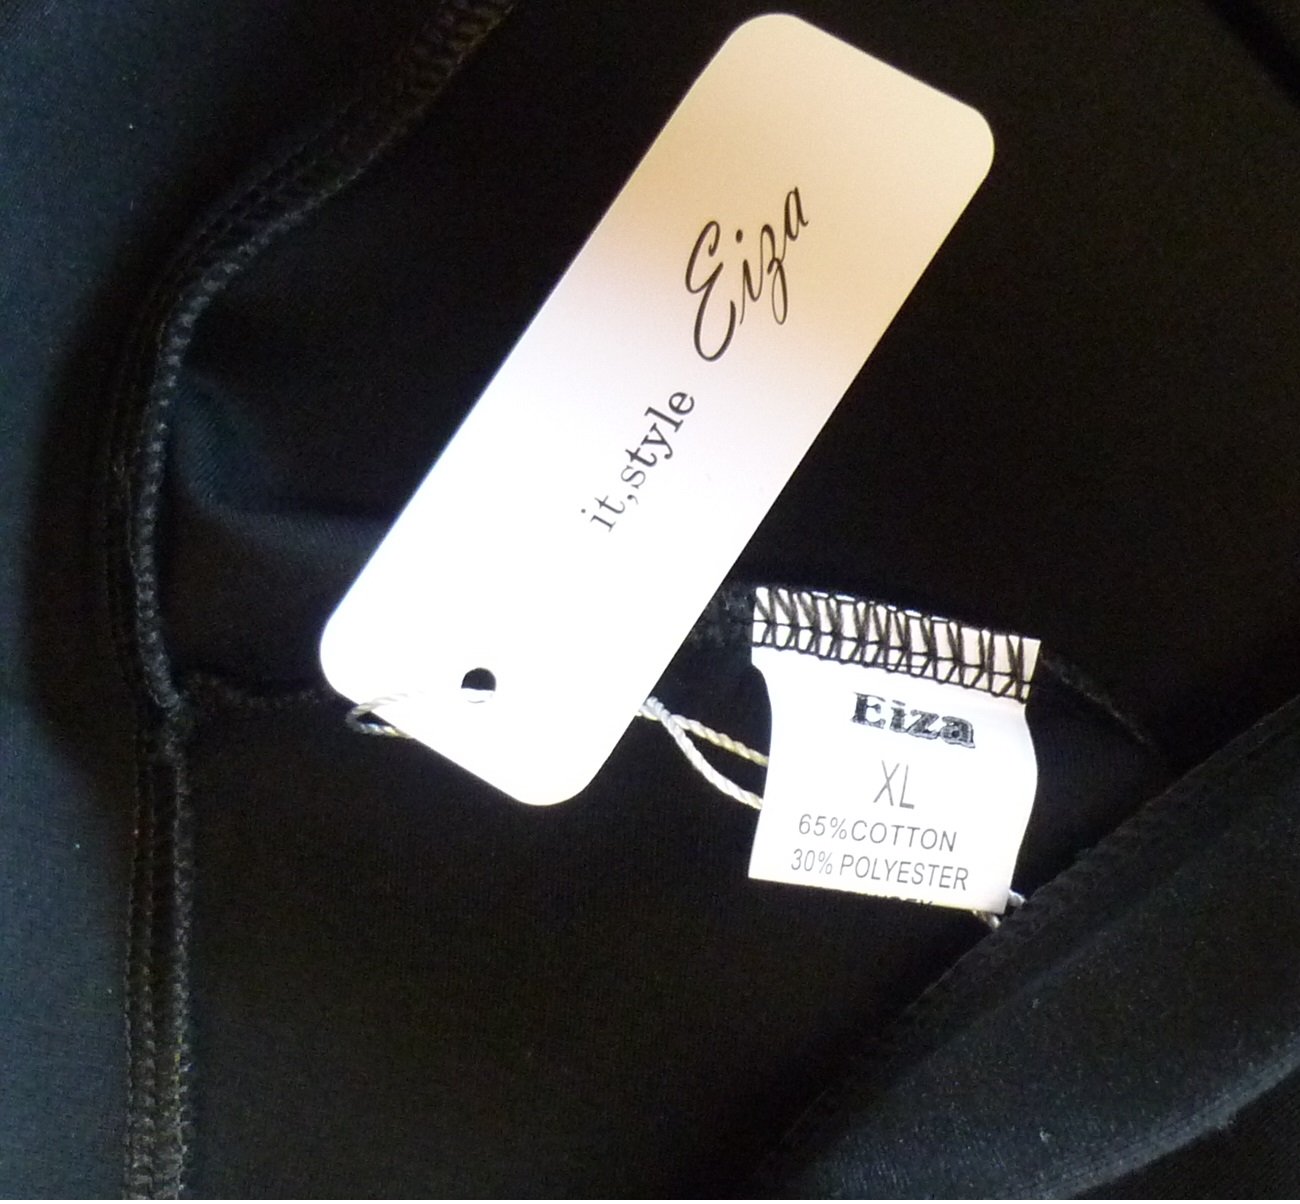 Eiza
it,style
Eiza
XL
65%COTTON
30% POLYESTER